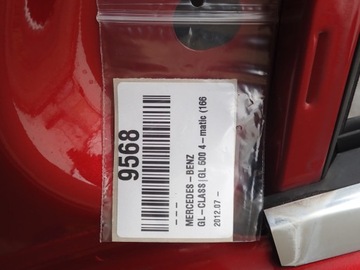 9568
- - -
MERCEDES-BENZ
GL-CLASS|GL 500 4-matic (166
2012.07 -